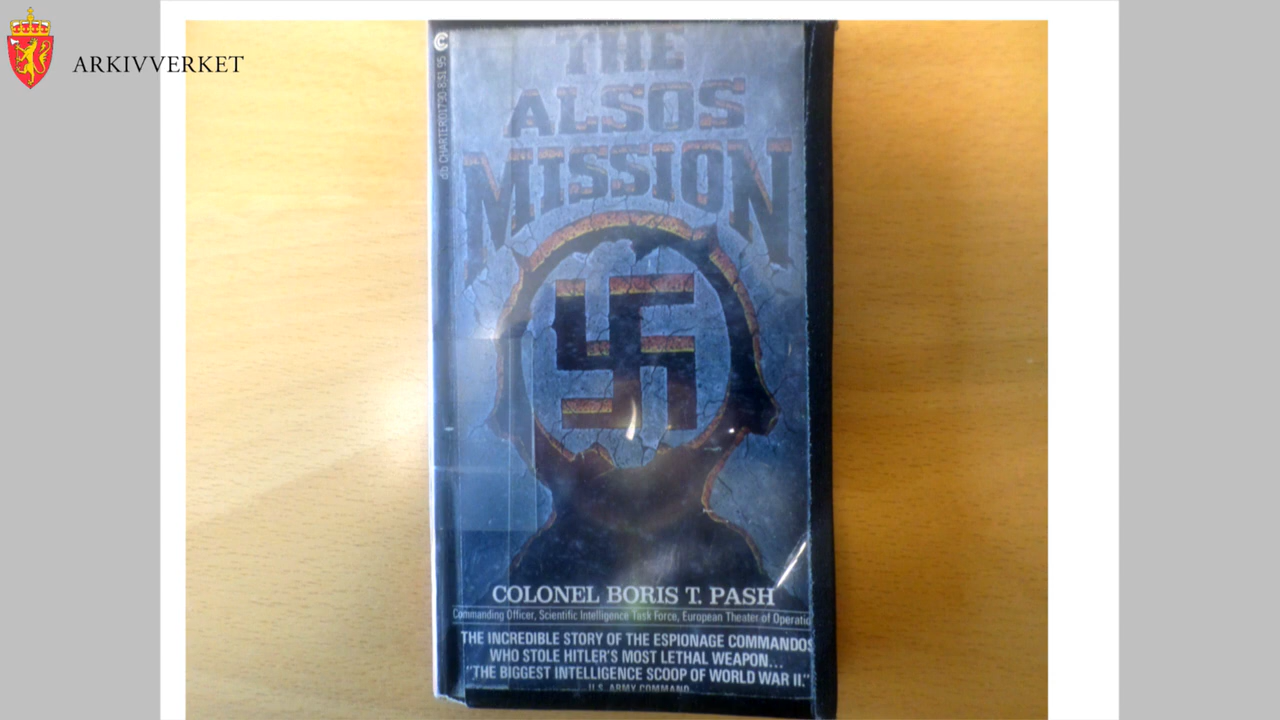 ARKIVVERKET
THE
ALSOS
MISSION
COLONEL BORIS T. PASH
Commanding Officer, Scientific Intelligence Task Force, European Theater of Operatio
THE INCREDIBLE STORY OF THE ESPIONAGE COMMANDOS
WHO STOLE HITLER'S MOST LETHAL WEAPON...
"THE BIGGEST INTELLIGENCE SCOOP OF WORLD WAR II."
U.S. ARMY COMMAND